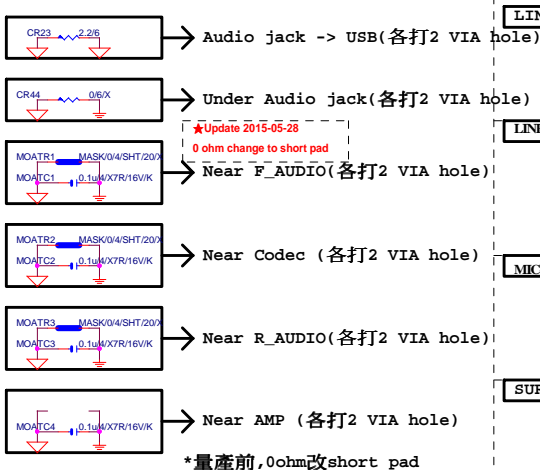 CR23 2.2/6
Audio jack -> USB(各打2 VIA hole)
CR44 0/6/X
Under Audio jack(各打2 VIA hole)
★Update 2015-05-28
0 ohm change to short pad
MOATR1 MASK/0/4/SHT/20/X
MOATC1 0.1u/4/X7R/16V/K
Near F_AUDIO(各打2 VIA hole)
MOATR2 MASK/0/4/SHT/20/X
MOATC2 0.1u/4/X7R/16V/K
Near Codec (各打2 VIA hole)
MOATR3 MASK/0/4/SHT/20/X
MOATC3 0.1u/4/X7R/16V/K
Near R_AUDIO(各打2 VIA hole)
MOATC4 0.1u/4/X7R/16V/K
Near AMP (各打2 VIA hole)
*量產前,0ohm改short pad
LIN
LINE
MIC
SUR